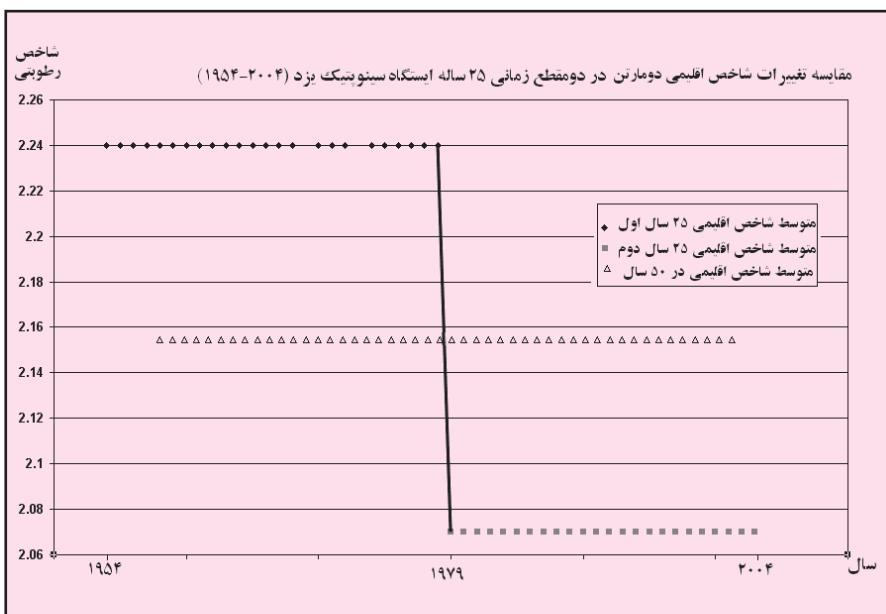 شاخص
رطوبتی
مقایسه تغییرات شاخص اقلیمی دومارتن در دومقطع زمانی ۲۵ ساله ایستگاه سینوپتیک یزد (۲۰۰۴-۱۹۵۴)
2.26
2.24
2.22
2.2
2.18
2.16
2.14
2.12
2.1
2.08
2.06
متوسط شاخص اقلیمی ۲۵ سال اول
متوسط شاخص اقلیمی ۲۵ سال دوم
متوسط شاخص اقلیمی در ۵۰ سال
۱۹۵۴
۱۹۷۹
۲۰۰۴
سال